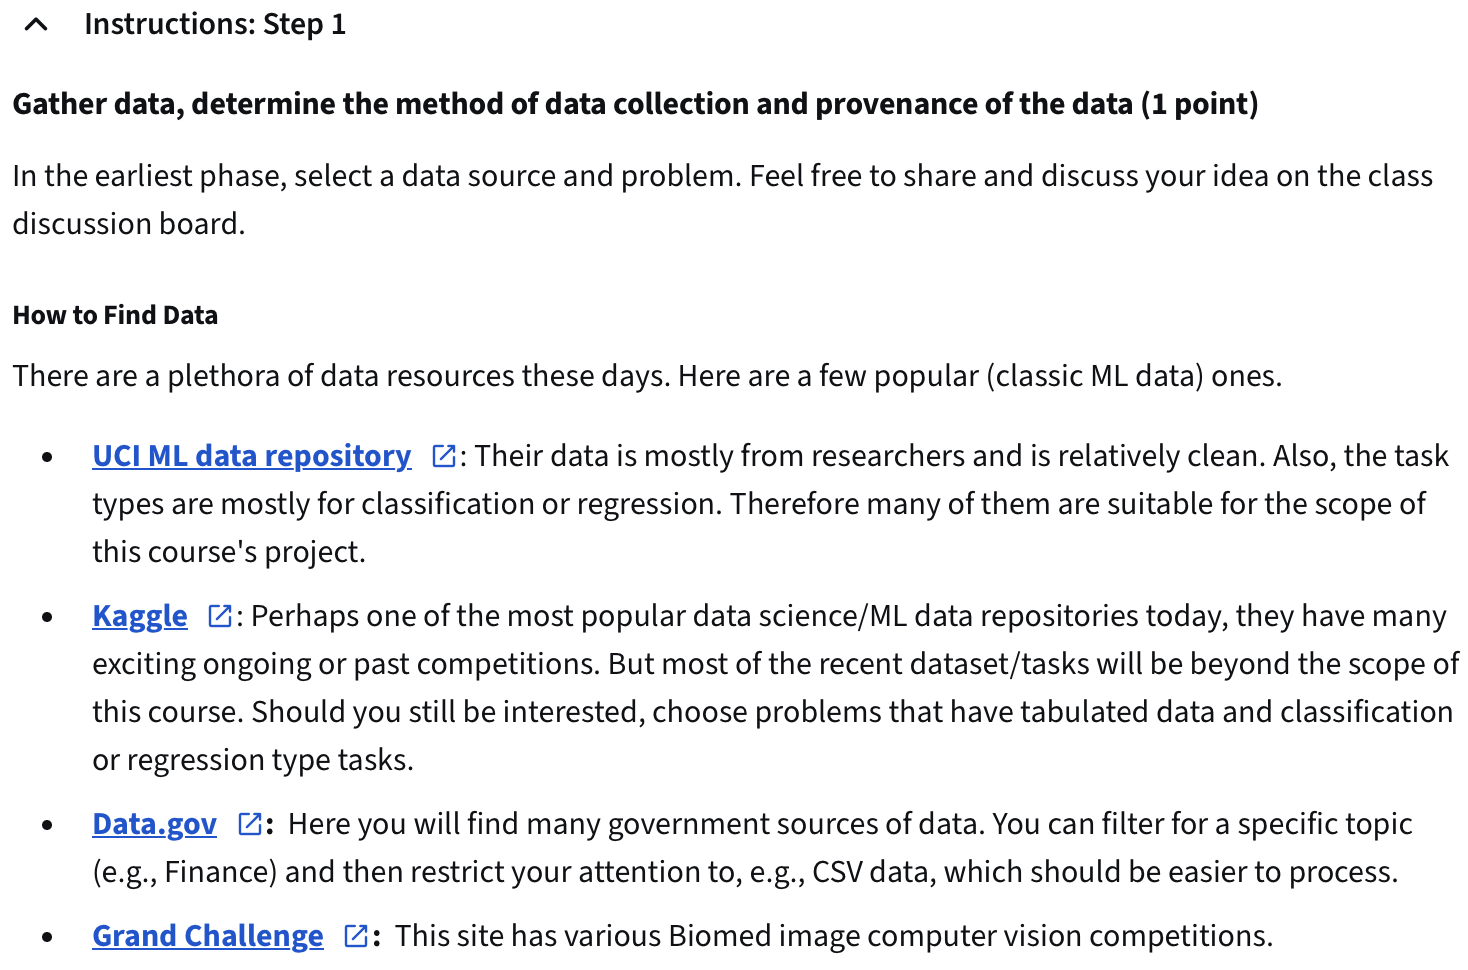 Instructions: Step 1
Gather data, determine the method of data collection and provenance of the data (1 point)
In the earliest phase, select a data source and problem. Feel free to share and discuss your idea on the class
discussion board.
How to Find Data
There are a plethora of data resources these days. Here are a few popular (classic ML data) ones.
• UCI ML data repository : Their data is mostly from researchers and is relatively clean. Also, the task
types are mostly for classification or regression. Therefore many of them are suitable for the scope of
this course's project.
• Kaggle : Perhaps one of the most popular data science/ML data repositories today, they have many
exciting ongoing or past competitions. But most of the recent dataset/tasks will be beyond the scope of
this course. Should you still be interested, choose problems that have tabulated data and classification
or regression type tasks.
• Data.gov : Here you will find many government sources of data. You can filter for a specific topic
(e.g., Finance) and then restrict your attention to, e.g., CSV data, which should be easier to process.
• Grand Challenge : This site has various Biomed image computer vision competitions.